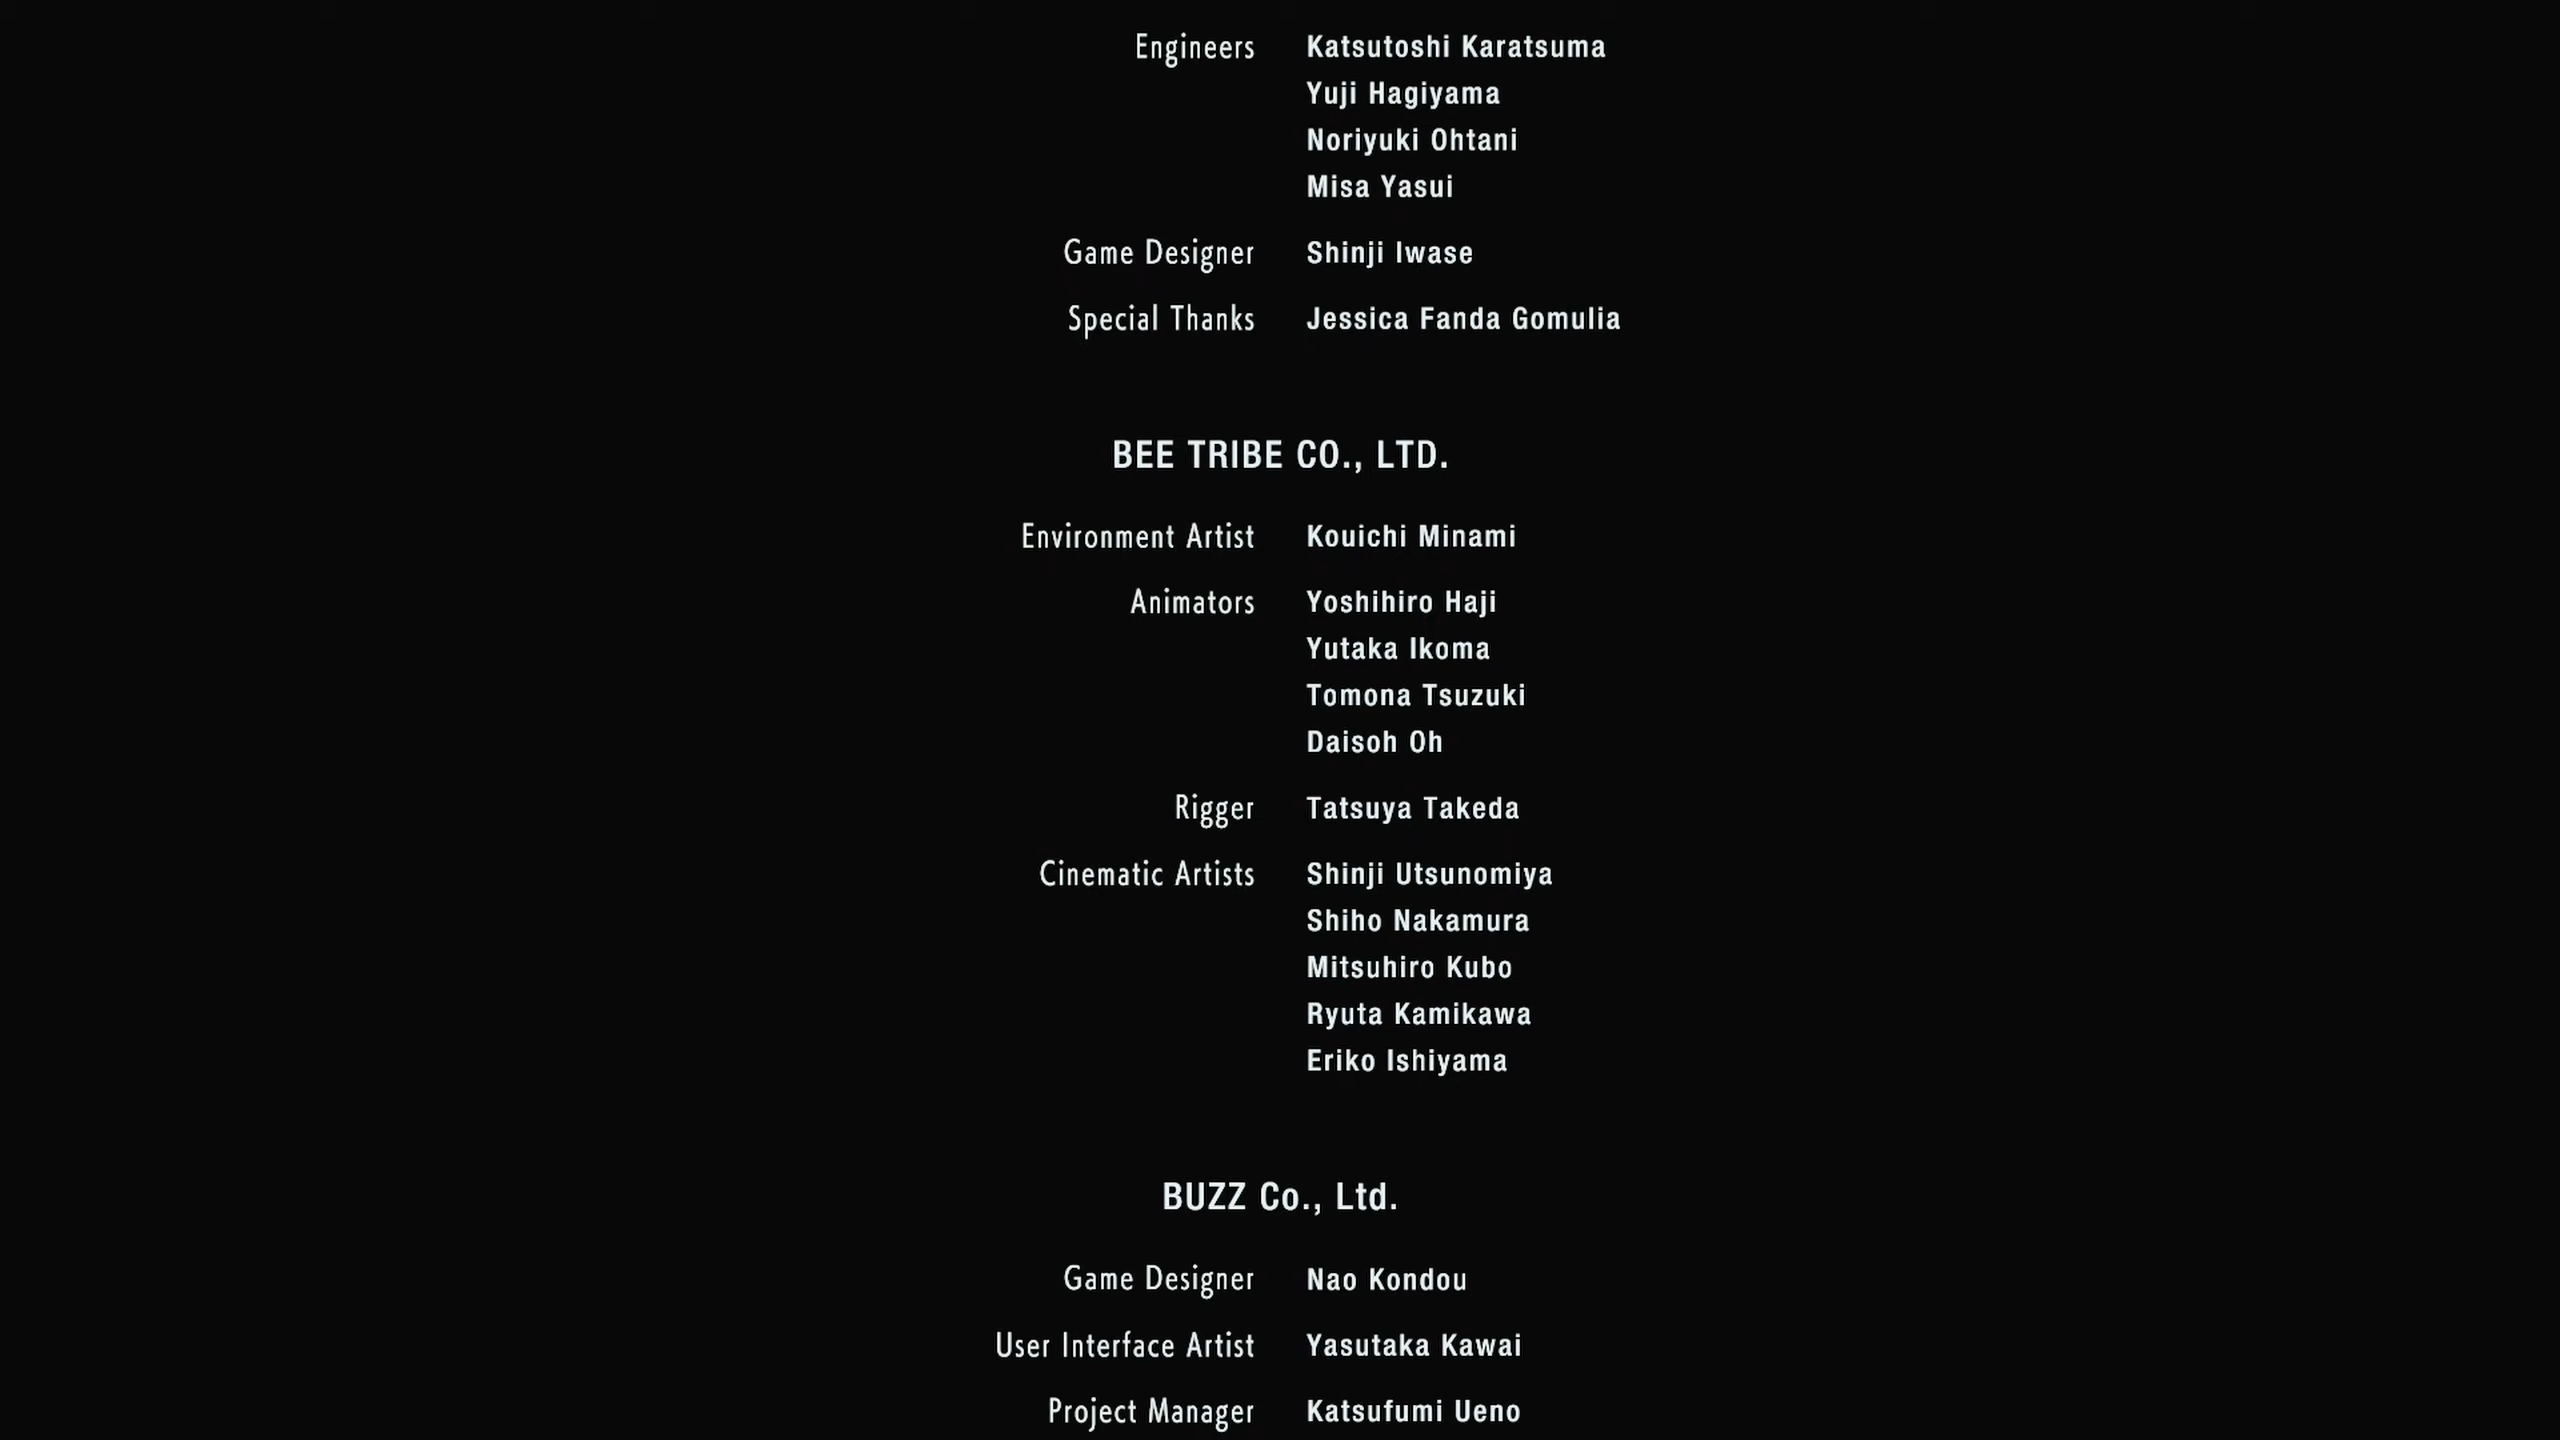 Engineers Katsutoshi Karatsuma
Yuji Hagiyama
Noriyuki Ohtani
Misa Yasui
Game Designer Shinji Iwase
Special Thanks Jessica Fanda Gomulia
BEE TRIBE CO., LTD.
Environment Artist Kouichi Minami
Animators Yoshihiro Haji
Yutaka Ikoma
Tomona Tsuzuki
Daisoh Oh
Rigger Tatsuya Takeda
Cinematic Artists Shinji Utsunomiya
Shiho Nakamura
Mitsuhiro Kubo
Ryuta Kamikawa
Eriko Ishiyama
BUZZ Co., Ltd.
Game Designer Nao Kondou
User Interface Artist Yasutaka Kawai
Project Manager Katsufumi Ueno